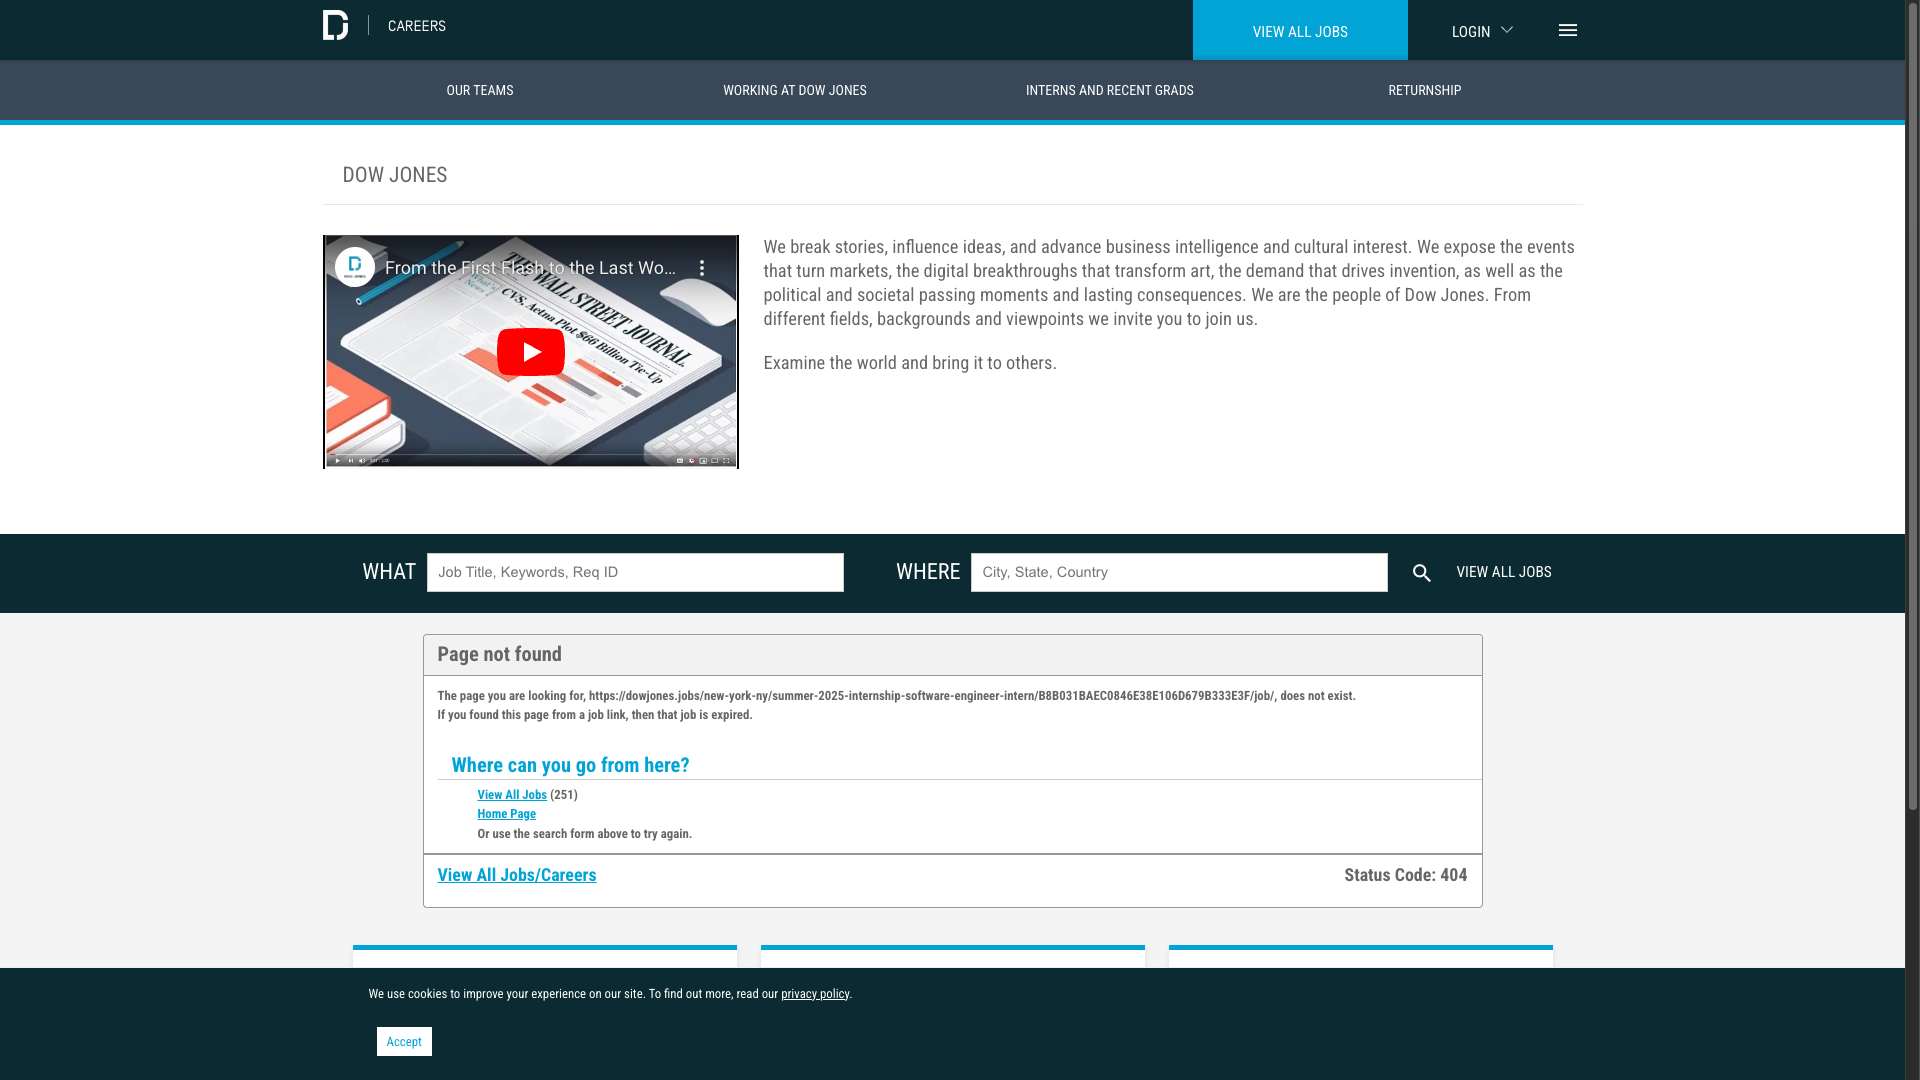 CAREERS
VIEW ALL JOBS
LOGIN
OUR TEAMS
WORKING AT DOW JONES
INTERNS AND RECENT GRADS
RETURNSHIP
DOW JONES
From the First Flash to the Last Wo...
What's
News
THE WALL STREET JOURNAL
CVS, Aetna Plot $66 Billion Tie-Up
We break stories, influence ideas, and advance business intelligence and cultural interest. We expose the events
that turn markets, the digital breakthroughs that transform art, the demand that drives invention, as well as the
political and societal passing moments and lasting consequences. We are the people of Dow Jones. From
different fields, backgrounds and viewpoints we invite you to join us.
Examine the world and bring it to others.
WHAT
Job Title, Keywords, Req ID
WHERE
City, State, Country
VIEW ALL JOBS
Page not found
The page you are looking for, https://dowjones.jobs/new-york-ny/summer-2025-internship-software-engineer-intern/B8B031BAEC0846E38E106D679B333E3F/job/, does not exist.
If you found this page from a job link, then that job is expired.
Where can you go from here?
View All Jobs (251)
Home Page
Or use the search form above to try again.
View All Jobs/Careers
Status Code: 404
We use cookies to improve your experience on our site. To find out more, read our privacy policy.
Accept